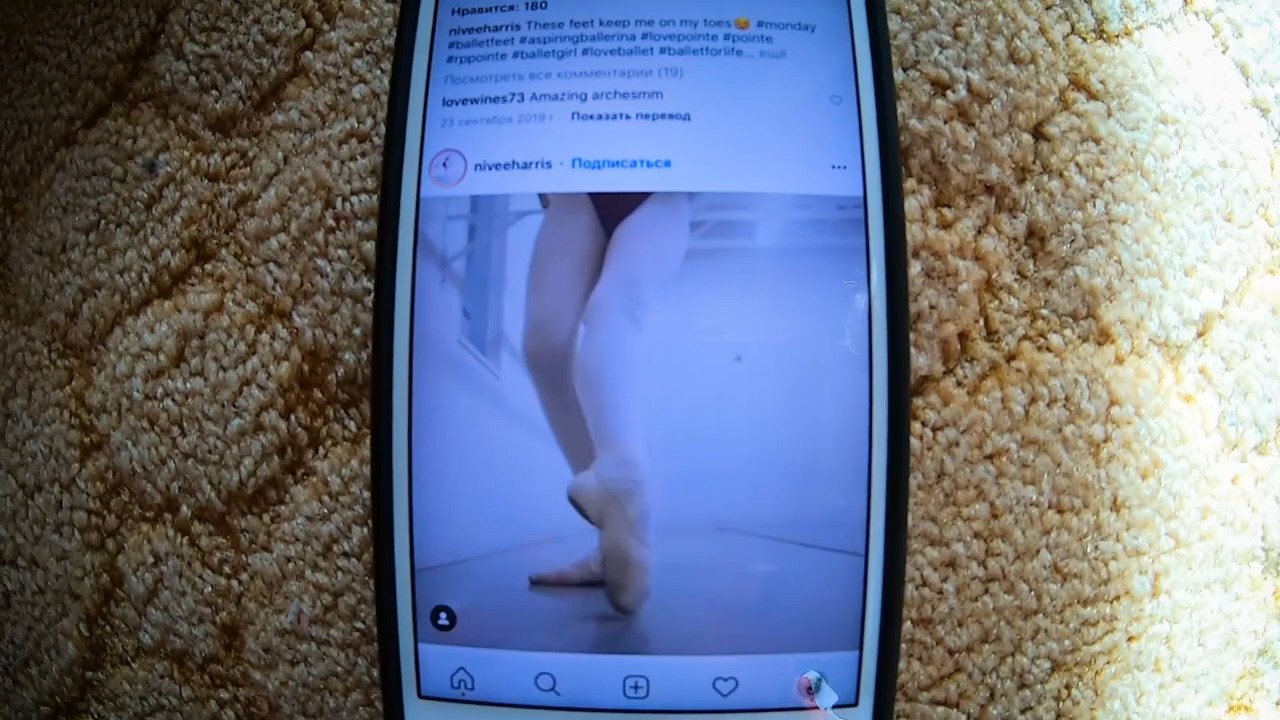 Нравится: 180
niveeharris These feet keep me on my toes😉 #monday
#balletfeet #aspiringballerina #lovepointe #pointe
#rppointe #balletgirl #loveballet #balletforlife... ещё
Посмотреть все комментарии (19)
lovewines73 Amazing archesmm
23 сентября 2019 г. Показать перевод
niveeharris · Подписаться